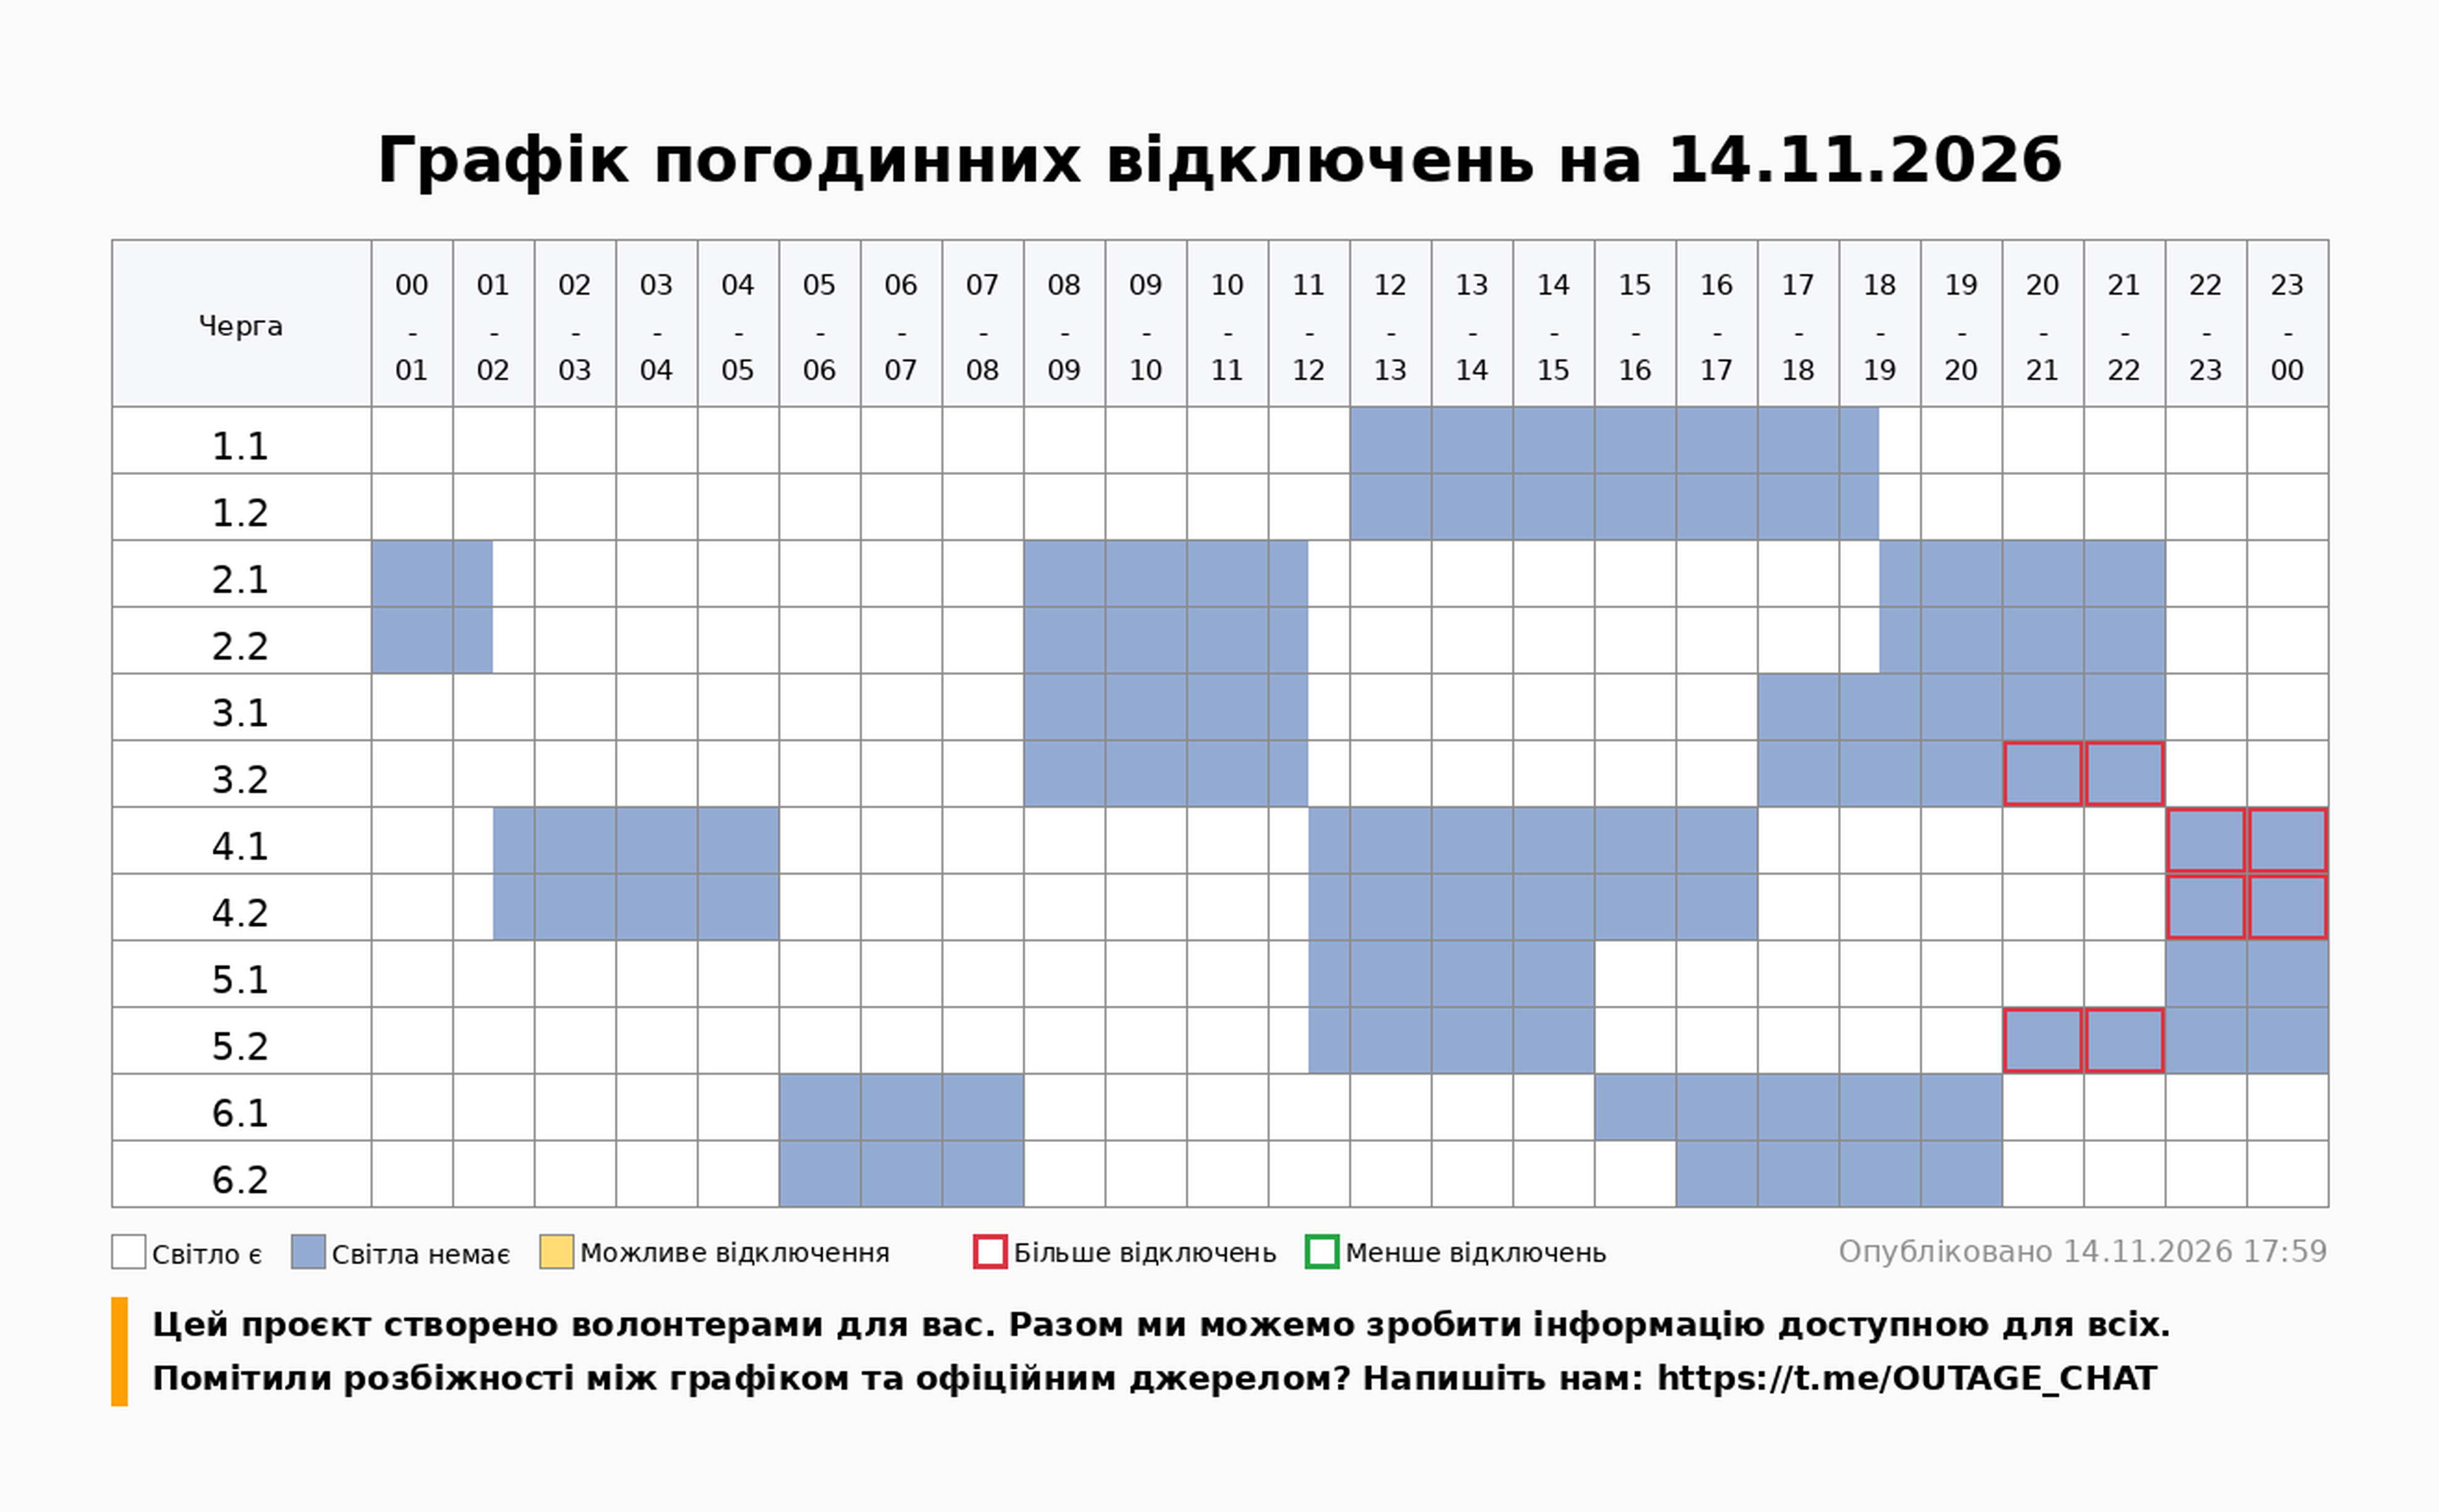 Графік погодинних відключень на 14.11.2026
Черга 00 - 01 01 - 02 02 - 03 03 - 04 04 - 05 05 - 06 06 - 07 07 - 08 08 - 09 09 - 10 10 - 11 11 - 12 12 - 13 13 - 14 14 - 15 15 - 16 16 - 17 17 - 18 18 - 19 19 - 20 20 - 21 21 - 22 22 - 23 23 - 00
1.1
1.2
2.1
2.2
3.1
3.2
4.1
4.2
5.1
5.2
6.1
6.2
Світло є Світла немає Можливе відключення Більше відключень Менше відключень Опубліковано 14.11.2026 17:59
Цей проєкт створено волонтерами для вас. Разом ми можемо зробити інформацію доступною для всіх.
Помітили розбіжності між графіком та офіційним джерелом? Напишіть нам: https://t.me/OUTAGE_CHAT